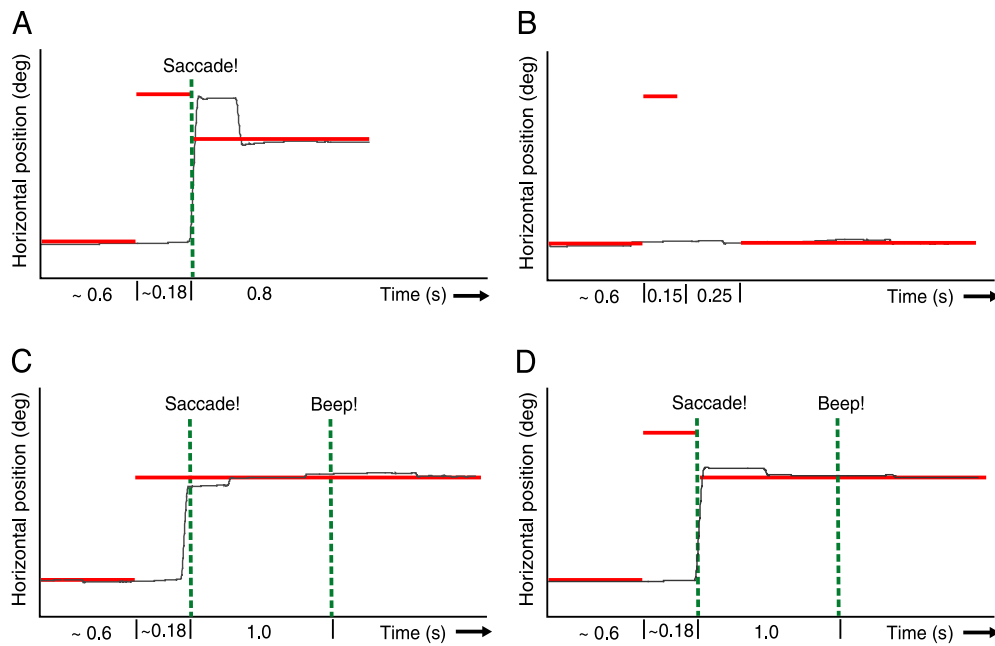 A
Horizontal position (deg)
Saccade!
~ 0.6 |~0.18| 0.8 Time (s)
B
Horizontal position (deg)
~ 0.6 |0.15| 0.25| Time (s)
C
Horizontal position (deg)
Saccade! Beep!
~ 0.6 |~0.18| 1.0 | Time (s)
D
Horizontal position (deg)
Saccade! Beep!
~ 0.6 |~0.18| 1.0 | Time (s)